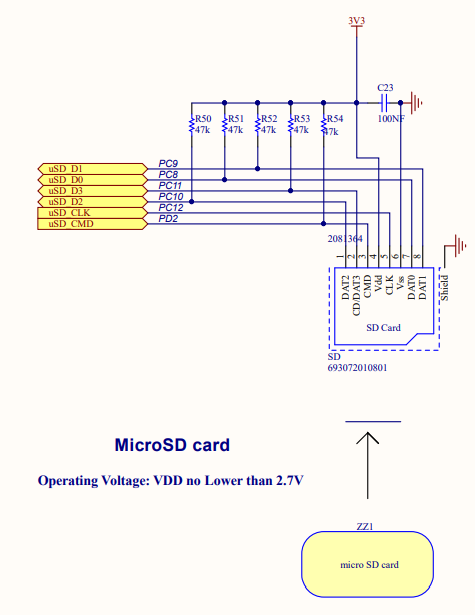 3V3
C23
100NF
R50
47k
R51
47k
R52
47k
R53
47k
R54
47k
uSD_D1 PC9
uSD_D0 PC8
uSD_D3 PC11
uSD_D2 PC10
uSD_CLK PC12
uSD_CMD PD2
2081364
1 2 3 4 5 6 7 8
DAT2
CD/DAT3
CMD
Vdd
CLK
Vss
DAT0
DAT1
Shield
SD Card
SD
693072010801
MicroSD card
Operating Voltage: VDD no Lower than 2.7V
ZZ1
micro SD card